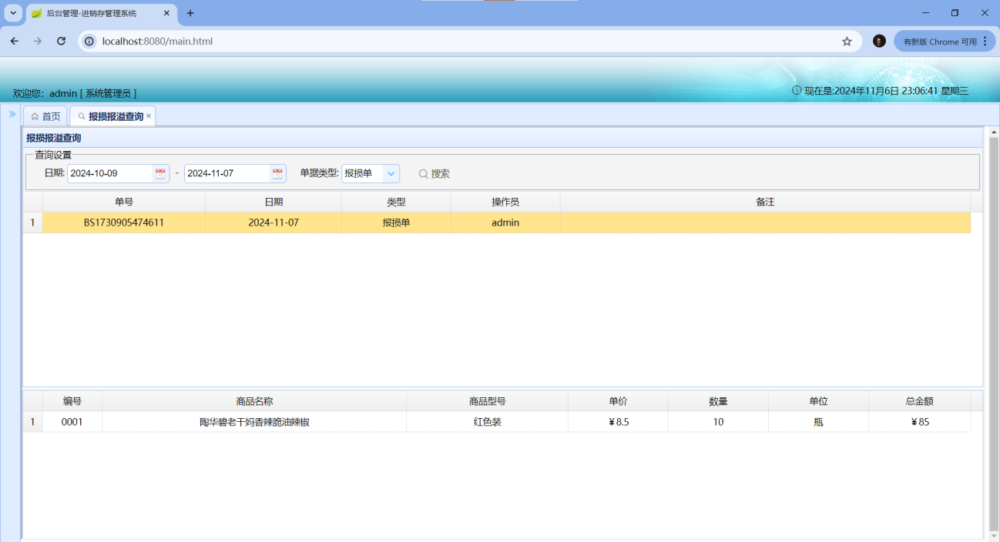 后台管理-进销存管理系统
localhost:8080/main.html
有新版 Chrome 可用
欢迎您：admin [ 系统管理员 ]
现在是:2024年11月6日 23:06:41 星期三
首页 报损报溢查询
报损报溢查询
查询设置
日期: 2024-10-09 - 2024-11-07 单据类型: 报损单 搜索
单号 日期 类型 操作员 备注
1 BS1730905474611 2024-11-07 报损单 admin
编号 商品名称 商品型号 单价 数量 单位 总金额
1 0001 陶华碧老干妈香辣脆油辣椒 红色装 ¥8.5 10 瓶 ¥85